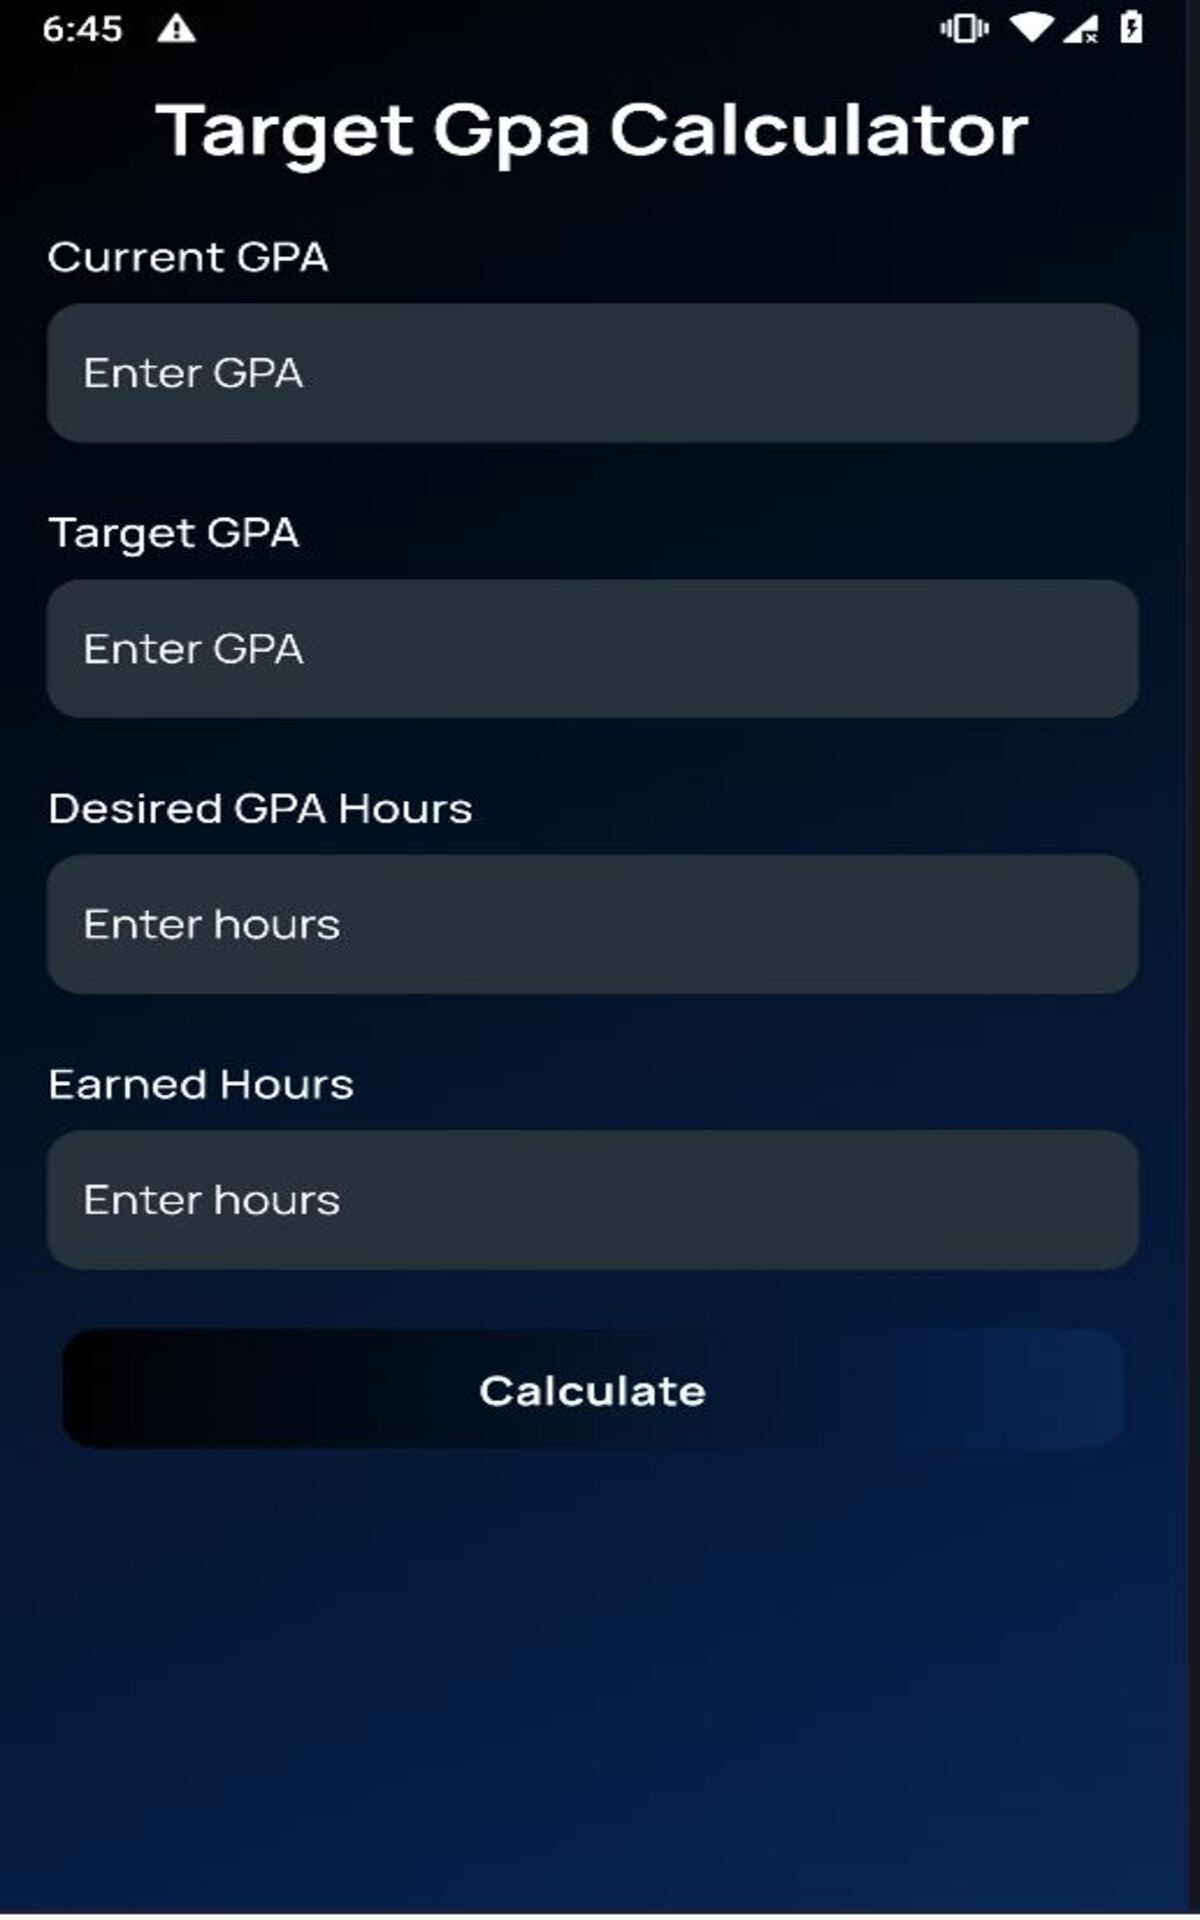 6:45
Target Gpa Calculator
Current GPA
Enter GPA
Target GPA
Enter GPA
Desired GPA Hours
Enter hours
Earned Hours
Enter hours
Calculate